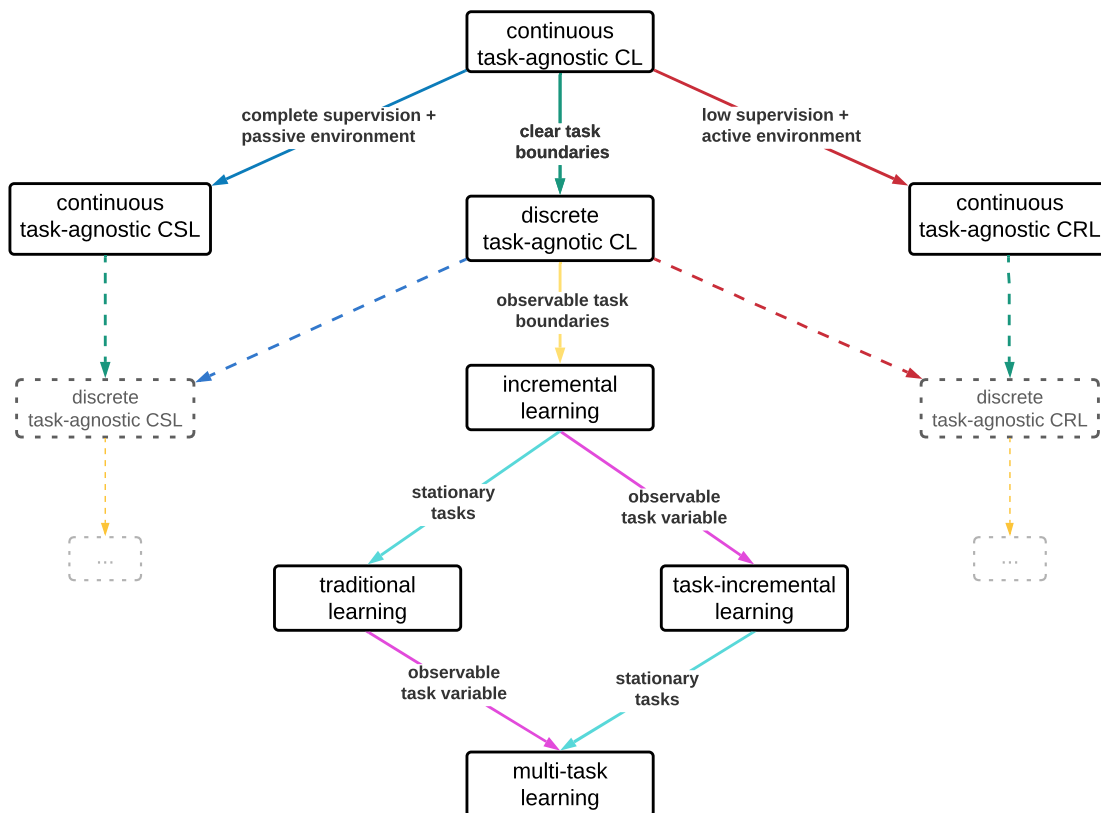 continuous
task-agnostic CL
complete supervision +
passive environment
clear task
boundaries
low supervision +
active environment
continuous
task-agnostic CSL
discrete
task-agnotic CL
continuous
task-agnostic CRL
observable task
boundaries
discrete
task-agnostic CSL
incremental
learning
discrete
task-agnostic CRL
stationary
tasks
observable
task variable
...
...
traditional
learning
task-incremental
learning
observable
task variable
stationary
tasks
multi-task
learning